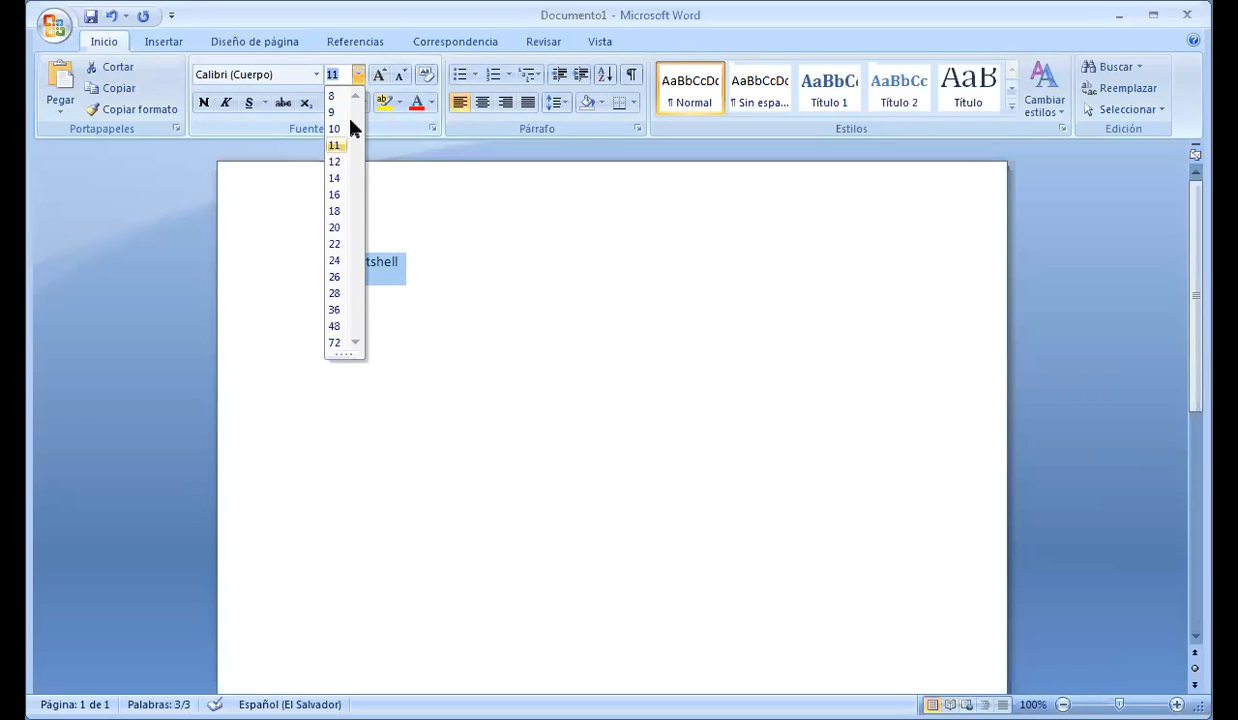 Documento1 - Microsoft Word
Inicio Insertar Diseño de página Referencias Correspondencia Revisar Vista
Pegar
Cortar
Copiar
Copiar formato
Portapapeles
Calibri (Cuerpo) 11
N K S abc x₂ ab A
Fuente
Párrafo
AaBbCcDc AaBbCcDc AaBbC AaBbCc AaB
¶ Normal ¶ Sin espa... Título 1 Título 2 Título
Cambiar
estilos
Estilos
Buscar
Reemplazar
Seleccionar
Edición
8
9
10
11
12
14
16
18
20
22
24
26
28
36
48
72
tshell
Página: 1 de 1 Palabras: 3/3 Español (El Salvador) 100%